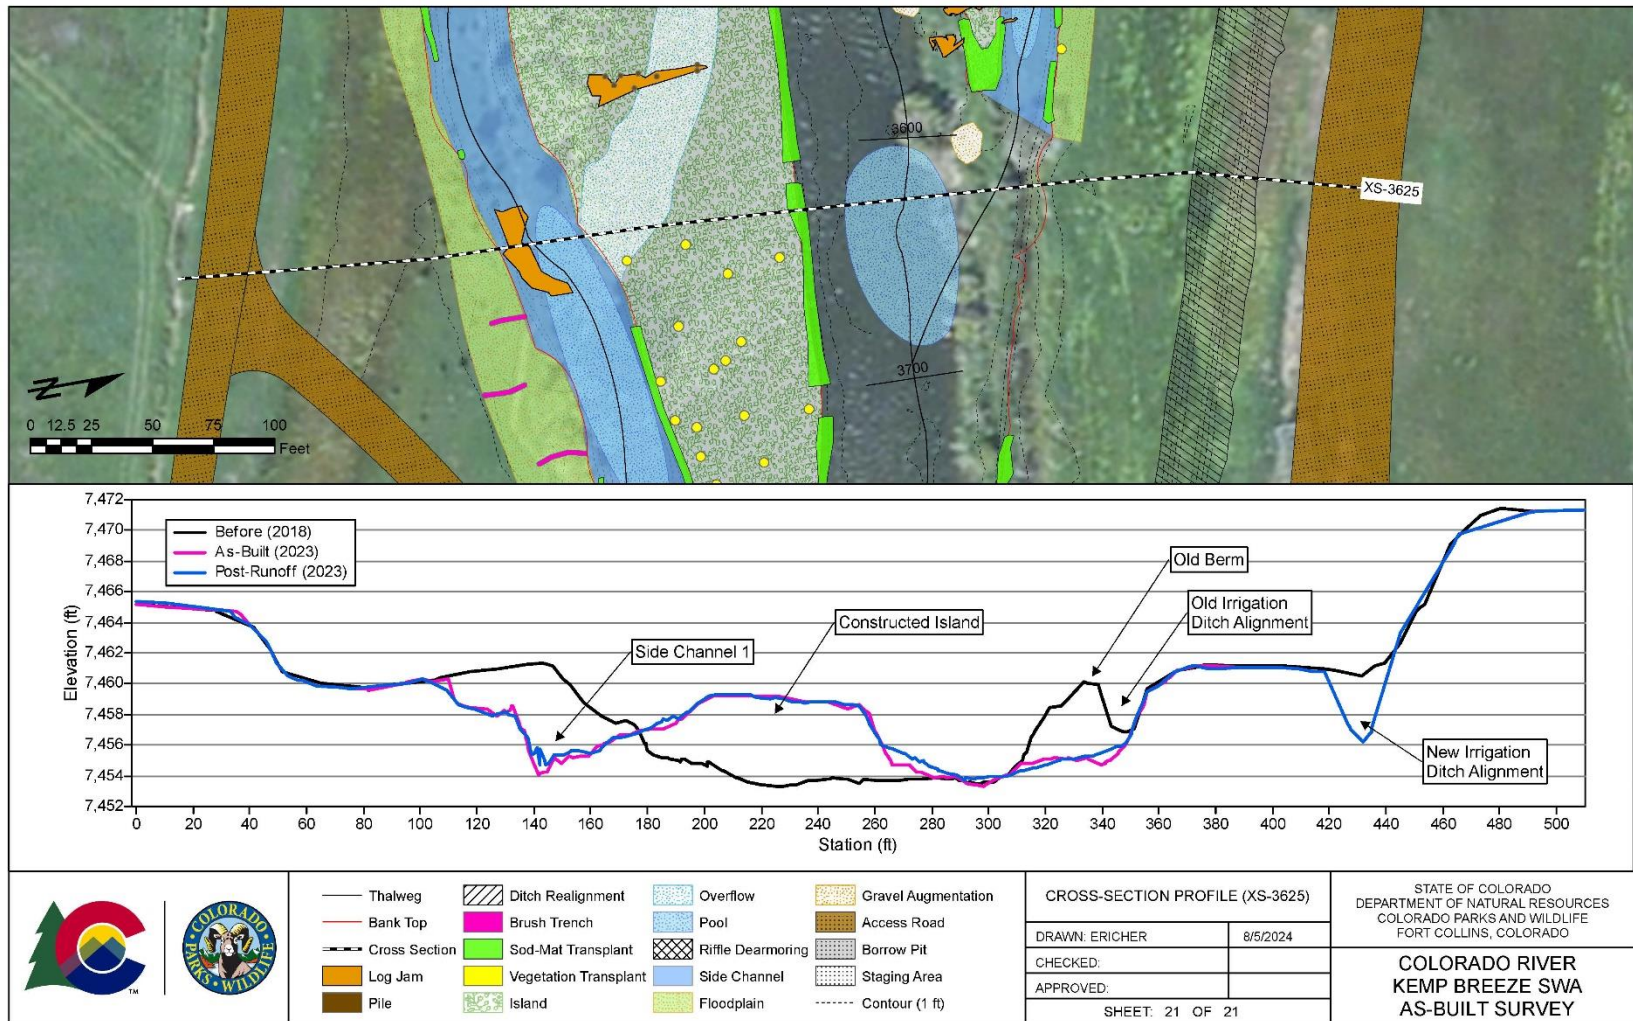 3600
XS-3625
3700
N
0 12.5 25 50 75 100
Feet
7,472
7,470
7,468
7,466
7,464
7,462
7,460
7,458
7,456
7,454
7,452
Elevation (ft)
Before (2018)
As-Built (2023)
Post-Runoff (2023)
Side Channel 1
Constructed Island
Old Berm
Old Irrigation
Ditch Alignment
New Irrigation
Ditch Alignment
0 20 40 60 80 100 120 140 160 180 200 220 240 260 280 300 320 340 360 380 400 420 440 460 480 500
Station (ft)
TM
COLORADO
PARKS & WILDLIFE
Thalweg
Bank Top
Cross Section
Log Jam
Pile
Ditch Realignment
Brush Trench
Sod-Mat Transplant
Vegetation Transplant
Island
Overflow
Pool
Riffle Dearmoring
Side Channel
Floodplain
Gravel Augmentation
Access Road
Borrow Pit
Staging Area
Contour (1 ft)
CROSS-SECTION PROFILE (XS-3625)
DRAWN: ERICHER 8/5/2024
CHECKED:
APPROVED:
SHEET: 21 OF 21
STATE OF COLORADO
DEPARTMENT OF NATURAL RESOURCES
COLORADO PARKS AND WILDLIFE
FORT COLLINS, COLORADO
COLORADO RIVER
KEMP BREEZE SWA
AS-BUILT SURVEY